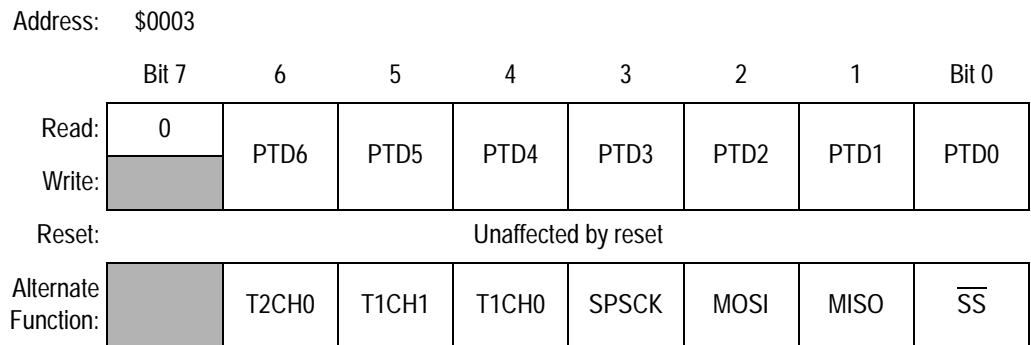 Address: $0003
Bit 7 6 5 4 3 2 1 Bit 0
Read: 0 PTD6 PTD5 PTD4 PTD3 PTD2 PTD1 PTD0
Write:
Reset: Unaffected by reset
Alternate Function: T2CH0 T1CH1 T1CH0 SPSCK MOSI MISO S̅S̅